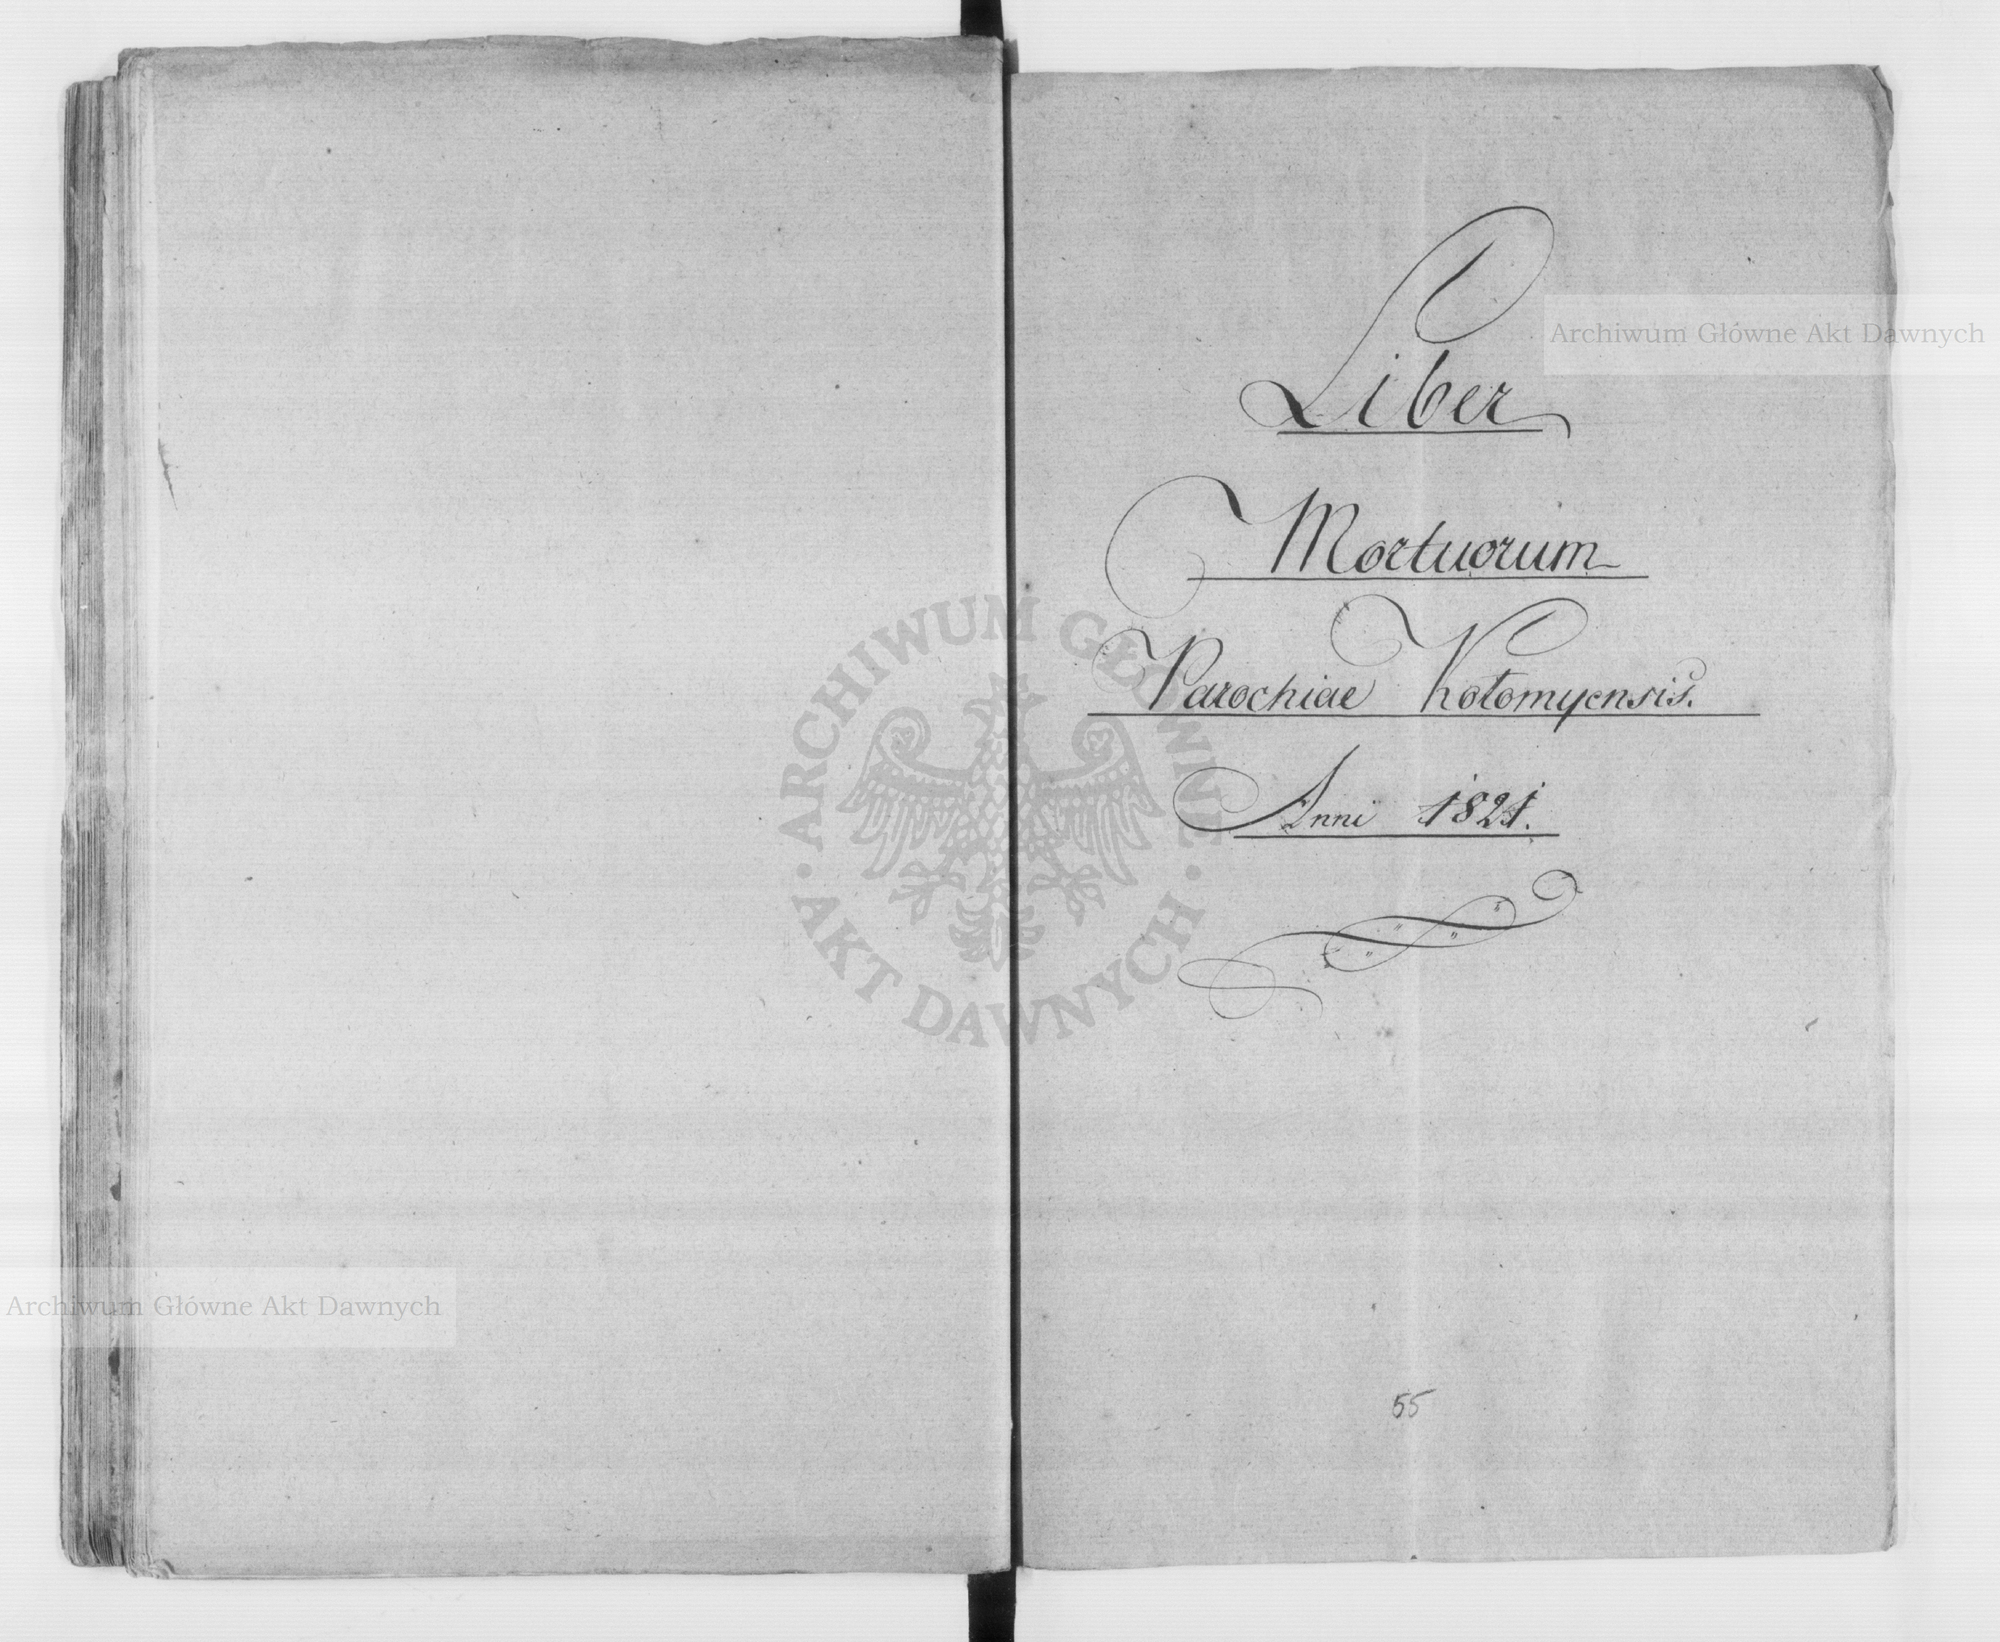 Liber
Mortuorum
Parochiae Kolomyensis.
Anni 1821.
55
Archiwum Główne Akt Dawnych
ARCHIWUM GŁÓWNE
· AKT DAWNYCH ·
Archiwum Główne Akt Dawnych